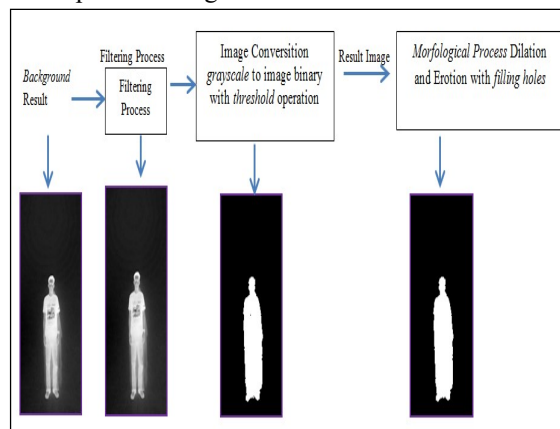 Background
Result
Filtering Process
Filtering
Process
Image Conversition
grayscale to image binary
with threshold operation
Result Image
Morfological Process Dilation
and Erotion with filling holes